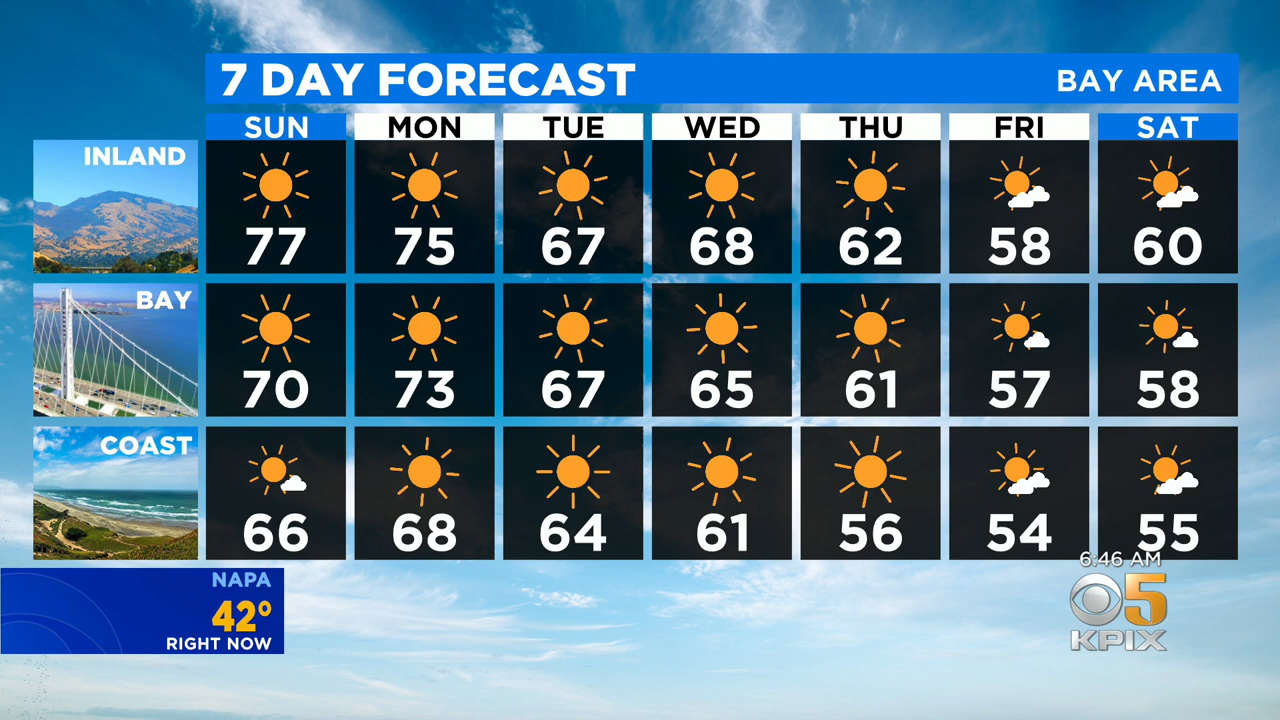 7 DAY FORECAST BAY AREA
SUN MON TUE WED THU FRI SAT
INLAND
77 75 67 68 62 58 60
BAY
70 73 67 65 61 57 58
COAST
66 68 64 61 56 54 55
6:46 AM
NAPA
42°
RIGHT NOW
5
KPIX